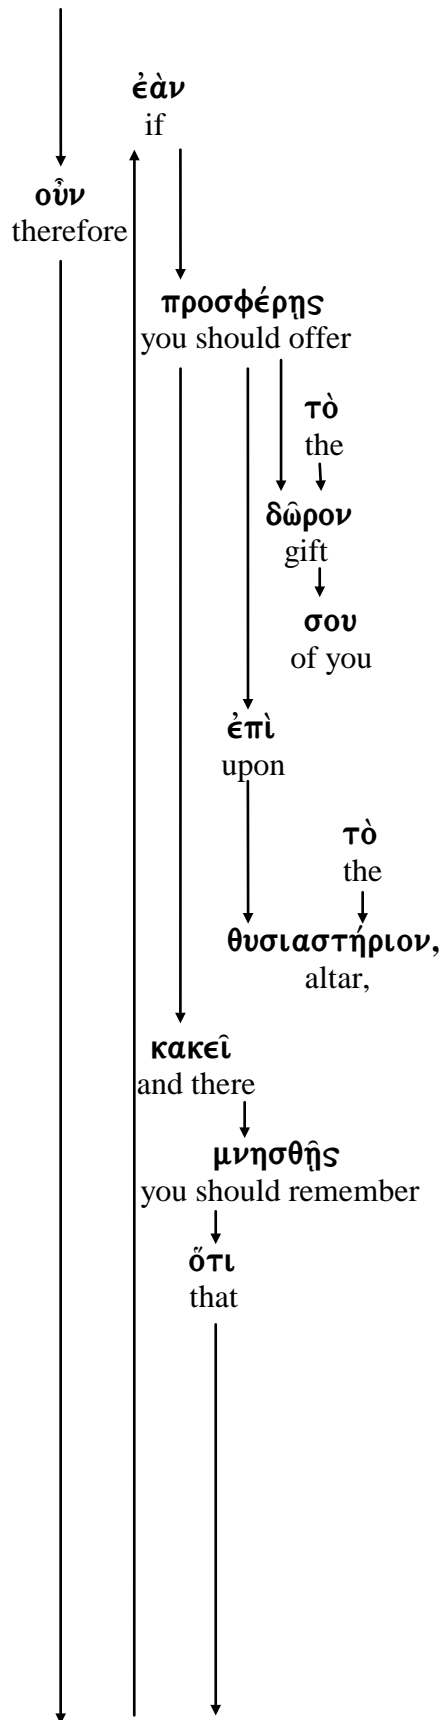 ἐὰν
if
οὖν
therefore
προσφέρῃς
you should offer
τὸ
the
δῶρον
gift
σου
of you
ἐπὶ
upon
τὸ
the
θυσιαστήριον,
altar,
κακεῖ
and there
μνησθῇς
you should remember
ὅτι
that